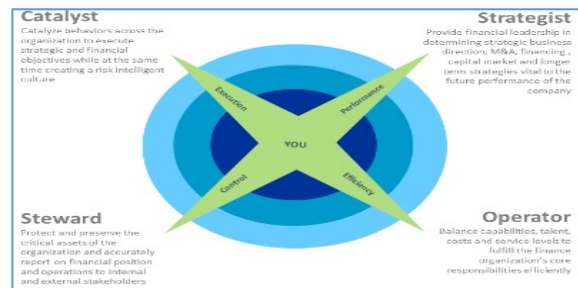 Catalyst
Catalyze behaviors across the
organization to execute
strategic and financial
objectives while at the same
time creating a risk intelligent
culture
Strategist
Provide financial leadership in
determining strategic business
direction, M&A, financing ,
capital market and longer
term strategies vital to the
future performance of the
company
Execution
Performance
YOU
Control
Efficiency
Steward
Protect and preserve the
critical assets of the
organization and accurately
report on financial position
and operations to internal
and external stakeholders
Operator
Balance capabilities, talent,
costs and service levels to
fulfill the finance
organization's core
responsibilities efficiently